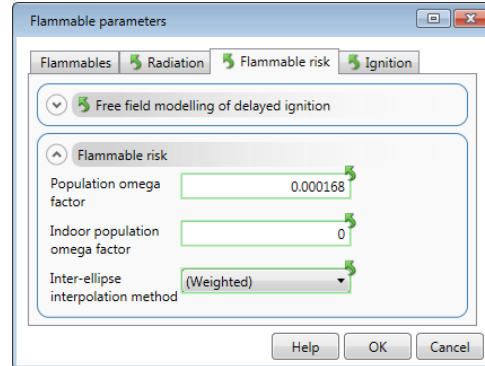 Flammable parameters
Flammables
Radiation
Flammable risk
Ignition
Free field modelling of delayed ignition
Flammable risk
Population omega
factor
0.000168
Indoor population
omega factor
0
Inter-ellipse
interpolation method
(Weighted)
Help
OK
Cancel